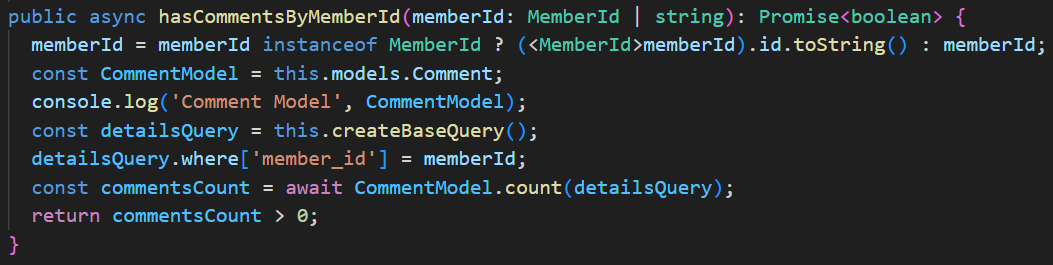 public async hasCommentsByMemberId(memberId: MemberId | string): Promise<boolean> {
memberId = memberId instanceof MemberId ? (<MemberId>memberId).id.toString() : memberId;
const CommentModel = this.models.Comment;
console.log('Comment Model', CommentModel);
const detailsQuery = this.createBaseQuery();
detailsQuery.where['member_id'] = memberId;
const commentsCount = await CommentModel.count(detailsQuery);
return commentsCount > 0;
}